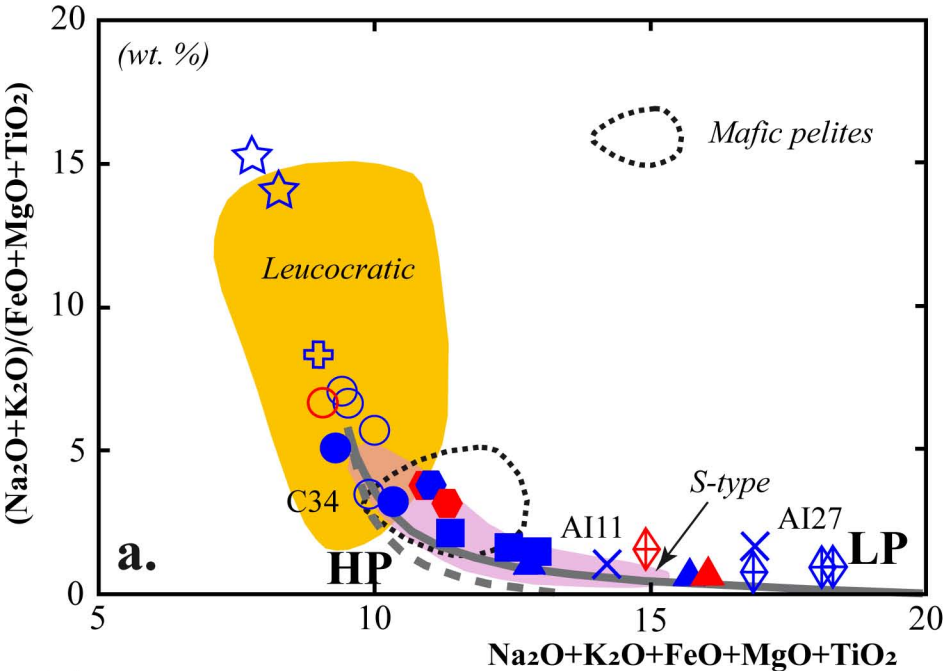 20
(wt. %)
Mafic pelites
15
(Na₂O+K₂O)/(FeO+MgO+TiO₂)
Leucocratic
10
5
C34
S-type
AI11
AI27
a.
HP
LP
0
5
10
15
20
Na₂O+K₂O+FeO+MgO+TiO₂